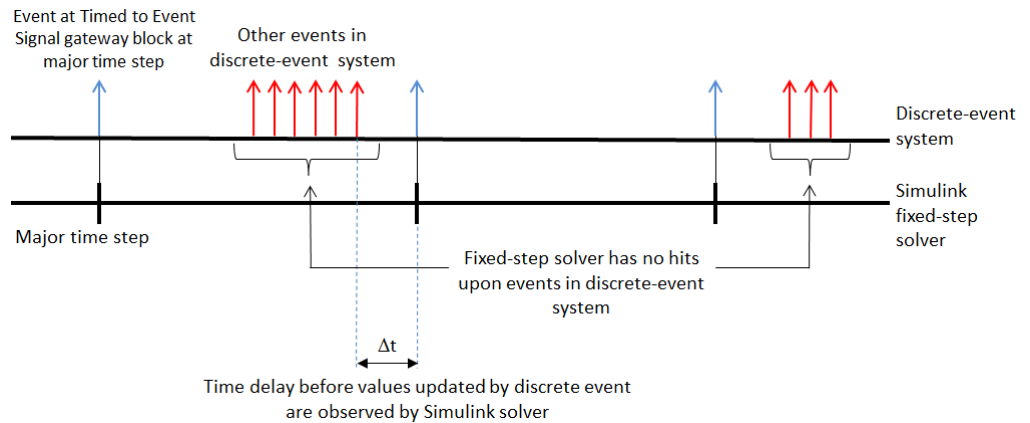 Event at Timed to Event
Signal gateway block at
major time step
Other events in
discrete-event system
Discrete-event
system
Simulink
fixed-step
solver
Major time step
Fixed-step solver has no hits
upon events in discrete-event
system
Δt
Time delay before values updated by discrete event
are observed by Simulink solver